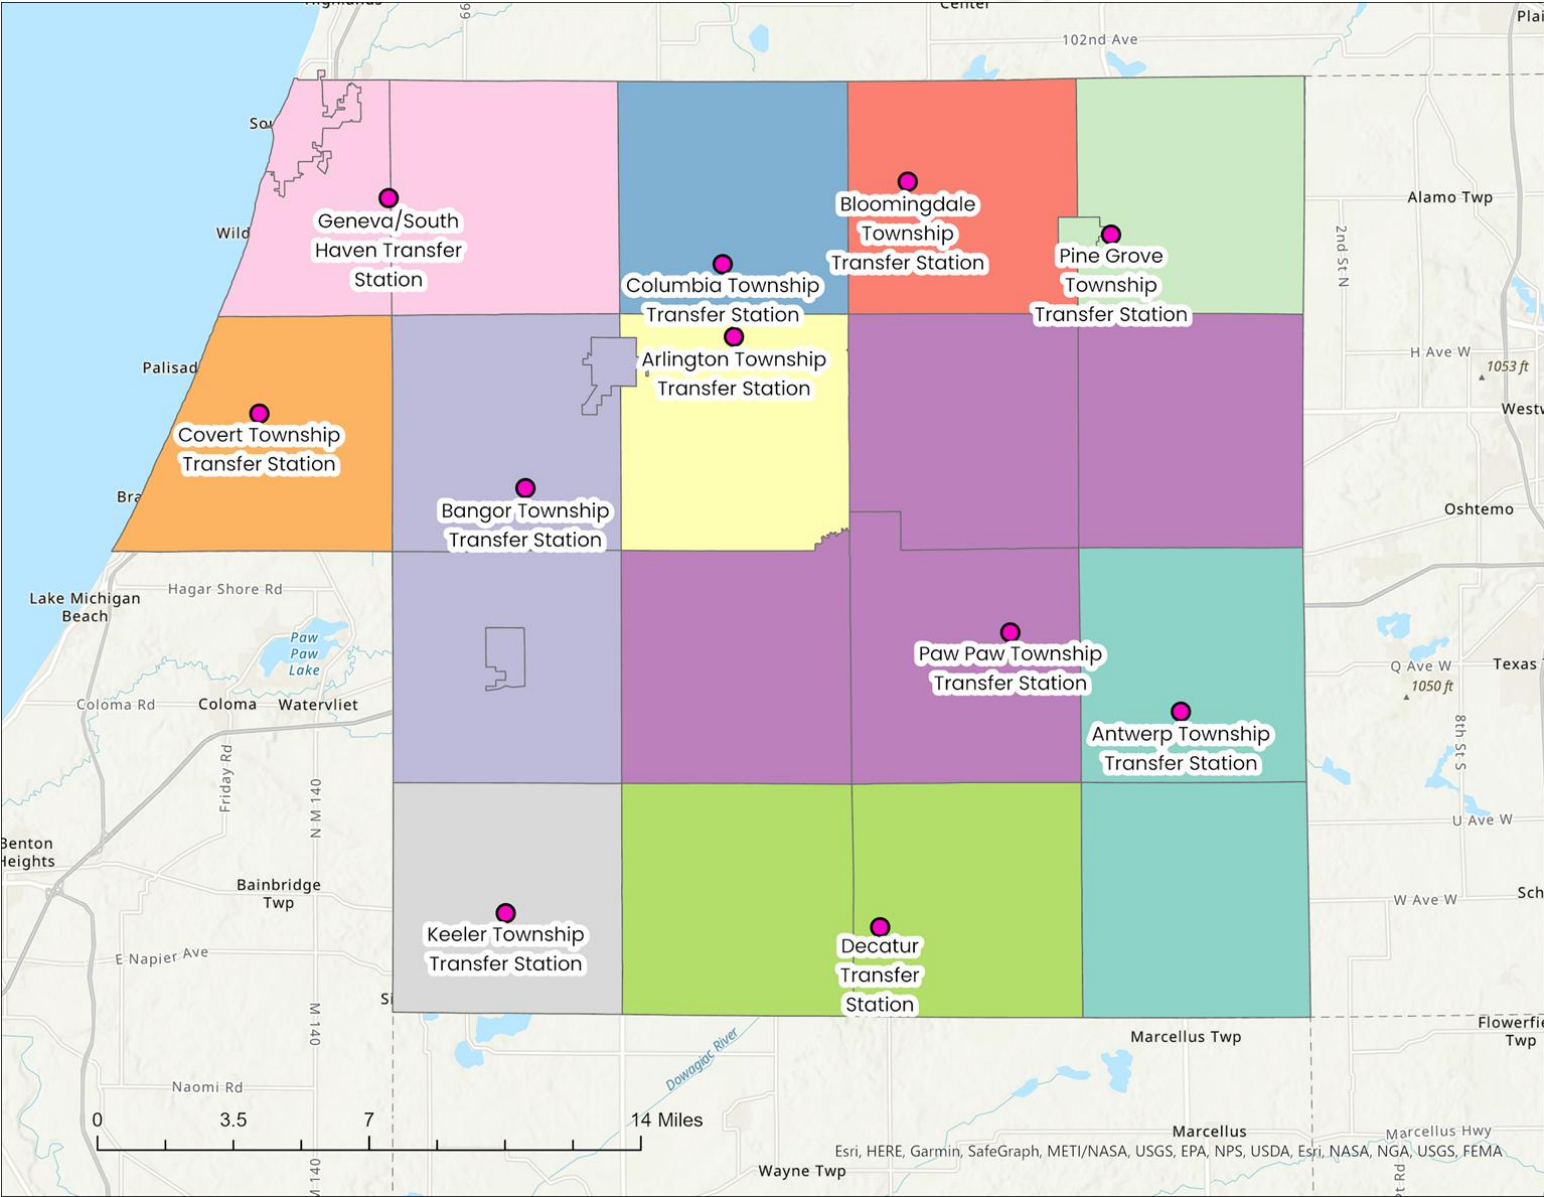 Center
102nd Ave
Alamo Twp
2nd St N
Geneva/South
Haven Transfer
Station
Columbia Township
Transfer Station
Bloomingdale
Township
Transfer Station
Pine Grove
Township
Transfer Station
H Ave W
1053 ft
Arlington Township
Transfer Station
Covert Township
Transfer Station
Bangor Township
Transfer Station
Oshtemo
Hagar Shore Rd
Lake Michigan
Beach
Paw
Paw
Lake
Paw Paw Township
Transfer Station
Q Ave W
Texas
1050 ft
Coloma Rd
Coloma
Watervliet
Antwerp Township
Transfer Station
8th St S
Friday Rd
N M 140
U Ave W
Benton
Heights
Bainbridge
Twp
W Ave W
Keeler Township
Transfer Station
Decatur
Transfer
Station
E Napier Ave
M 140
Marcellus Twp
Twp
Dowagiac River
Naomi Rd
0
3.5
7
14 Miles
Marcellus
Marcellus Hwy
Esri, HERE, Garmin, SafeGraph, METI/NASA, USGS, EPA, NPS, USDA, Esri, NASA, NGA, USGS, FEMA
Wayne Twp
M 140